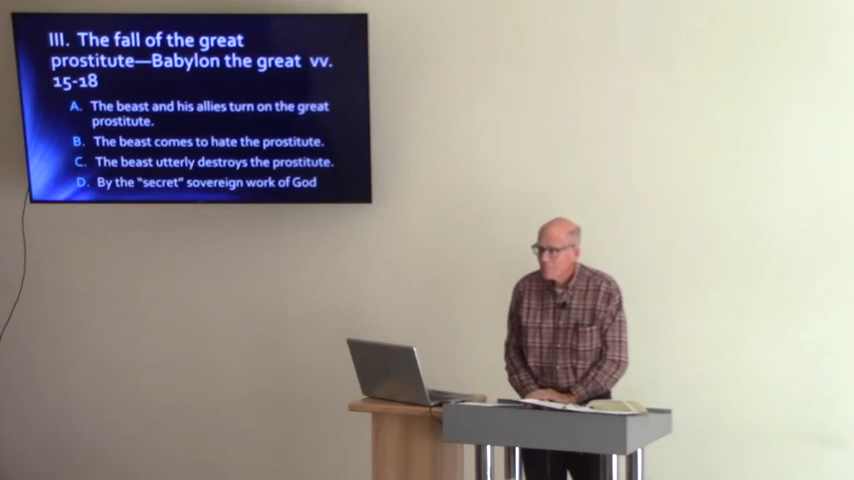 III. The fall of the great
prostitute—Babylon the great vv.
15-18
A. The beast and his allies turn on the great
prostitute.
B. The beast comes to hate the prostitute.
C. The beast utterly destroys the prostitute.
D. By the "secret" sovereign work of God